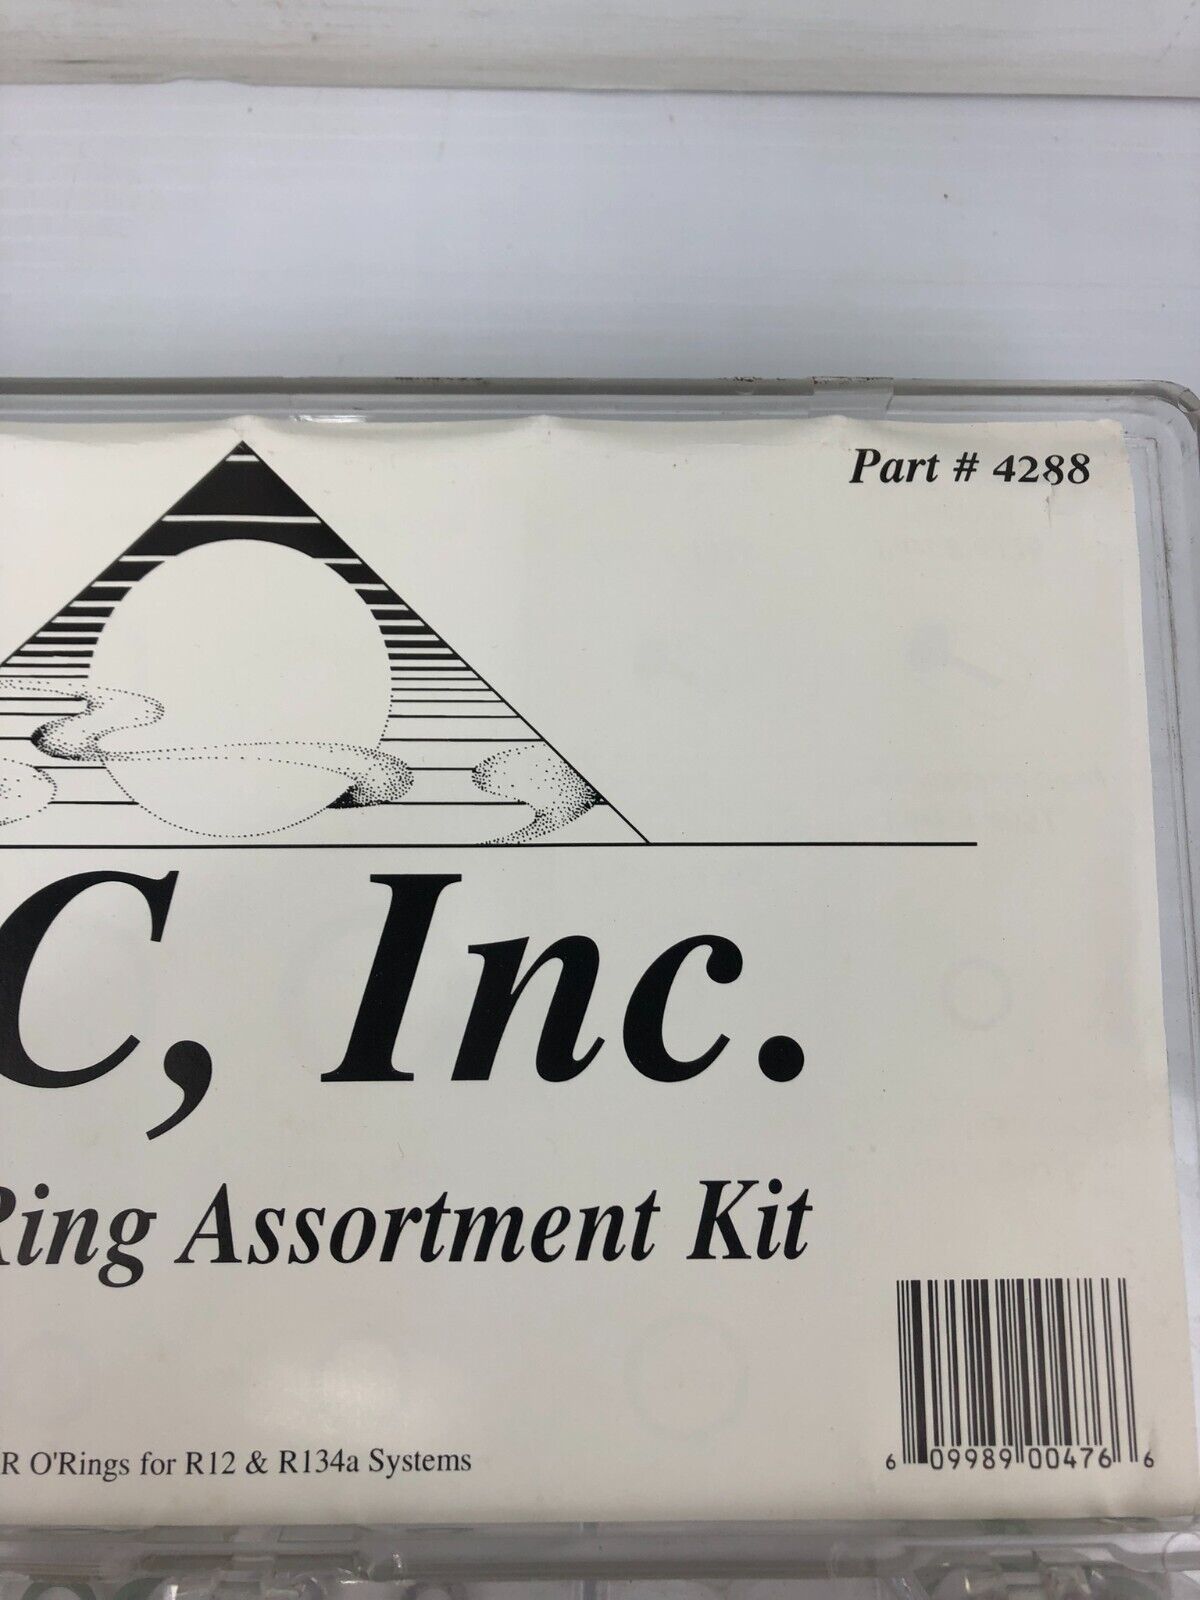 Part # 4288
C, Inc.
Ring Assortment Kit
R O'Rings for R12 & R134a Systems
6 09989 00476 6